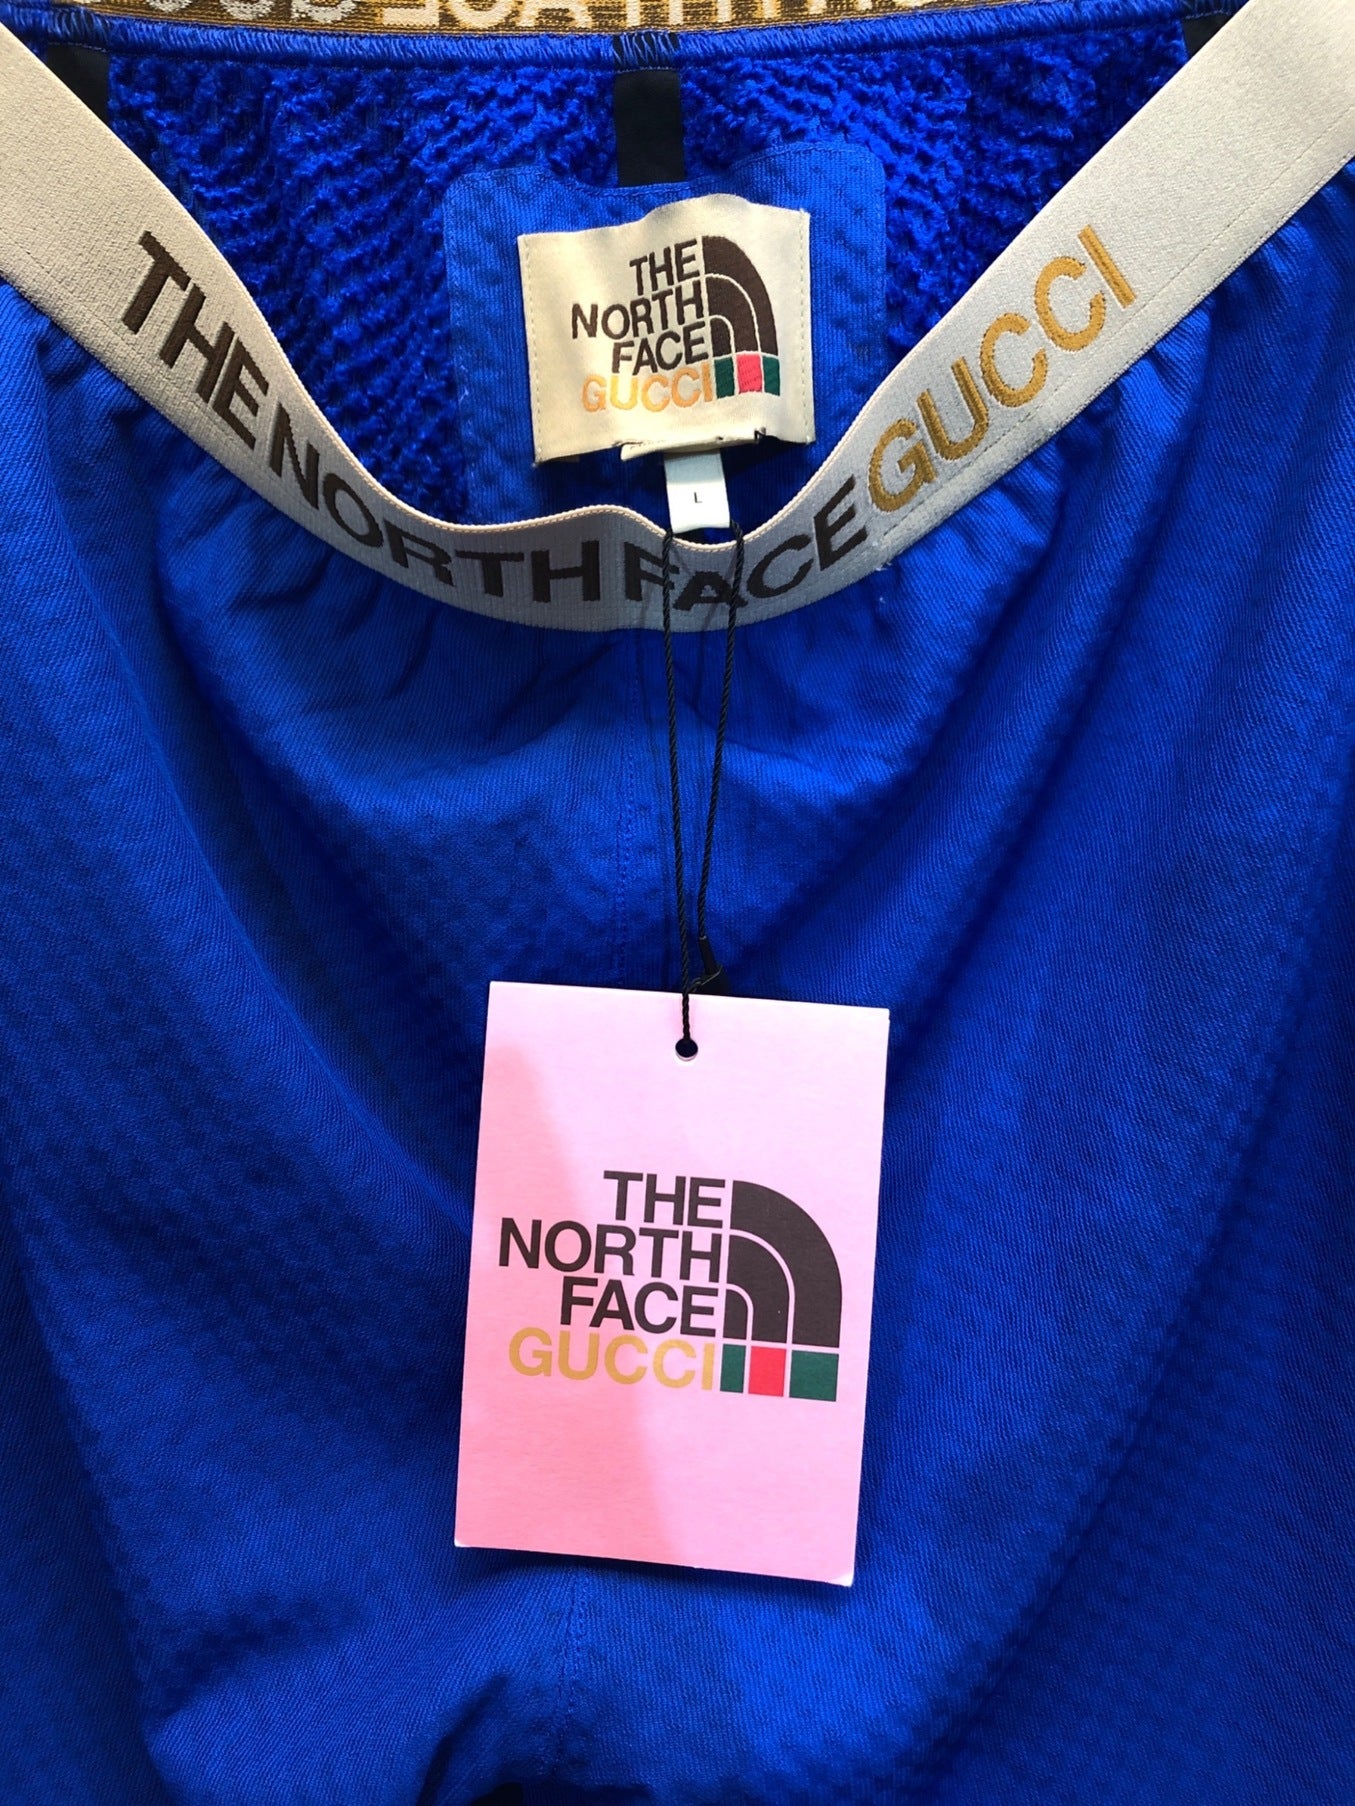 THE
NORTH
FACE
GUCCI
L
THE NORTH FACE GUCCI
THE
NORTH
FACE
GUCCI